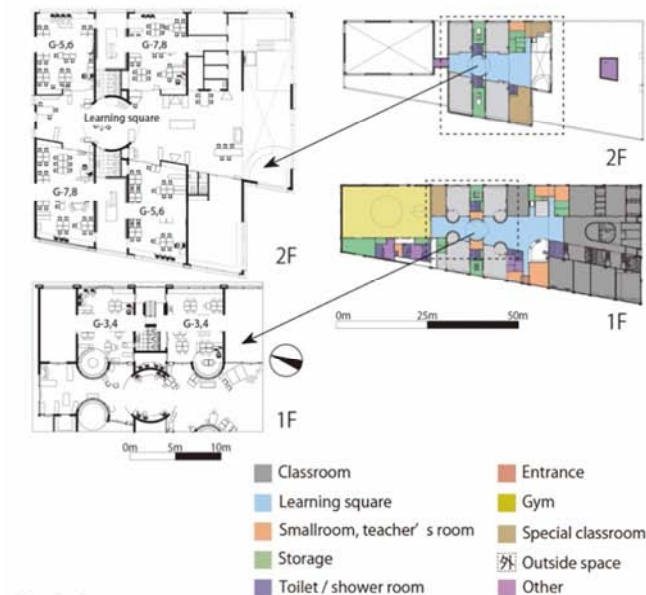 G-5,6
G-7,8
Learning square
G-7,8
G-5,6
2F
2F
0m 25m 50m
1F
G-3,4
G-3,4
1F
0m 5m 10m
Classroom
Learning square
Smallroom, teacher’ s room
Storage
Toilet / shower room
Entrance
Gym
Special classroom
外 Outside space
Other